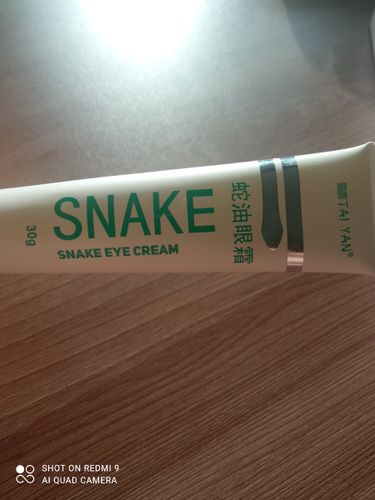 SNAKE
SNAKE EYE CREAM
30g
蛇油眼霜
TAI YAN®
SHOT ON REDMI 9
AI QUAD CAMERA